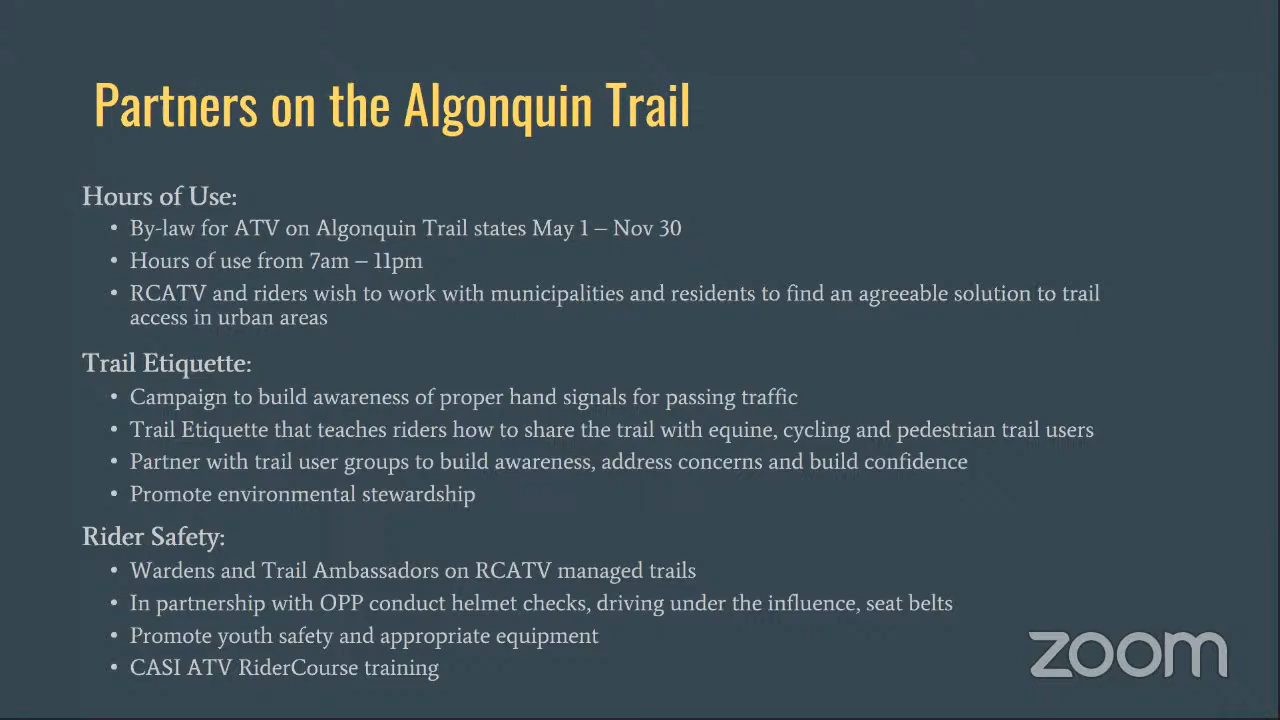 Partners on the Algonquin Trail
Hours of Use:
• By-law for ATV on Algonquin Trail states May 1 – Nov 30
• Hours of use from 7am – 11pm
• RCATV and riders wish to work with municipalities and residents to find an agreeable solution to trail
access in urban areas
Trail Etiquette:
• Campaign to build awareness of proper hand signals for passing traffic
• Trail Etiquette that teaches riders how to share the trail with equine, cycling and pedestrian trail users
• Partner with trail user groups to build awareness, address concerns and build confidence
• Promote environmental stewardship
Rider Safety:
• Wardens and Trail Ambassadors on RCATV managed trails
• In partnership with OPP conduct helmet checks, driving under the influence, seat belts
• Promote youth safety and appropriate equipment
• CASI ATV RiderCourse training
zoom